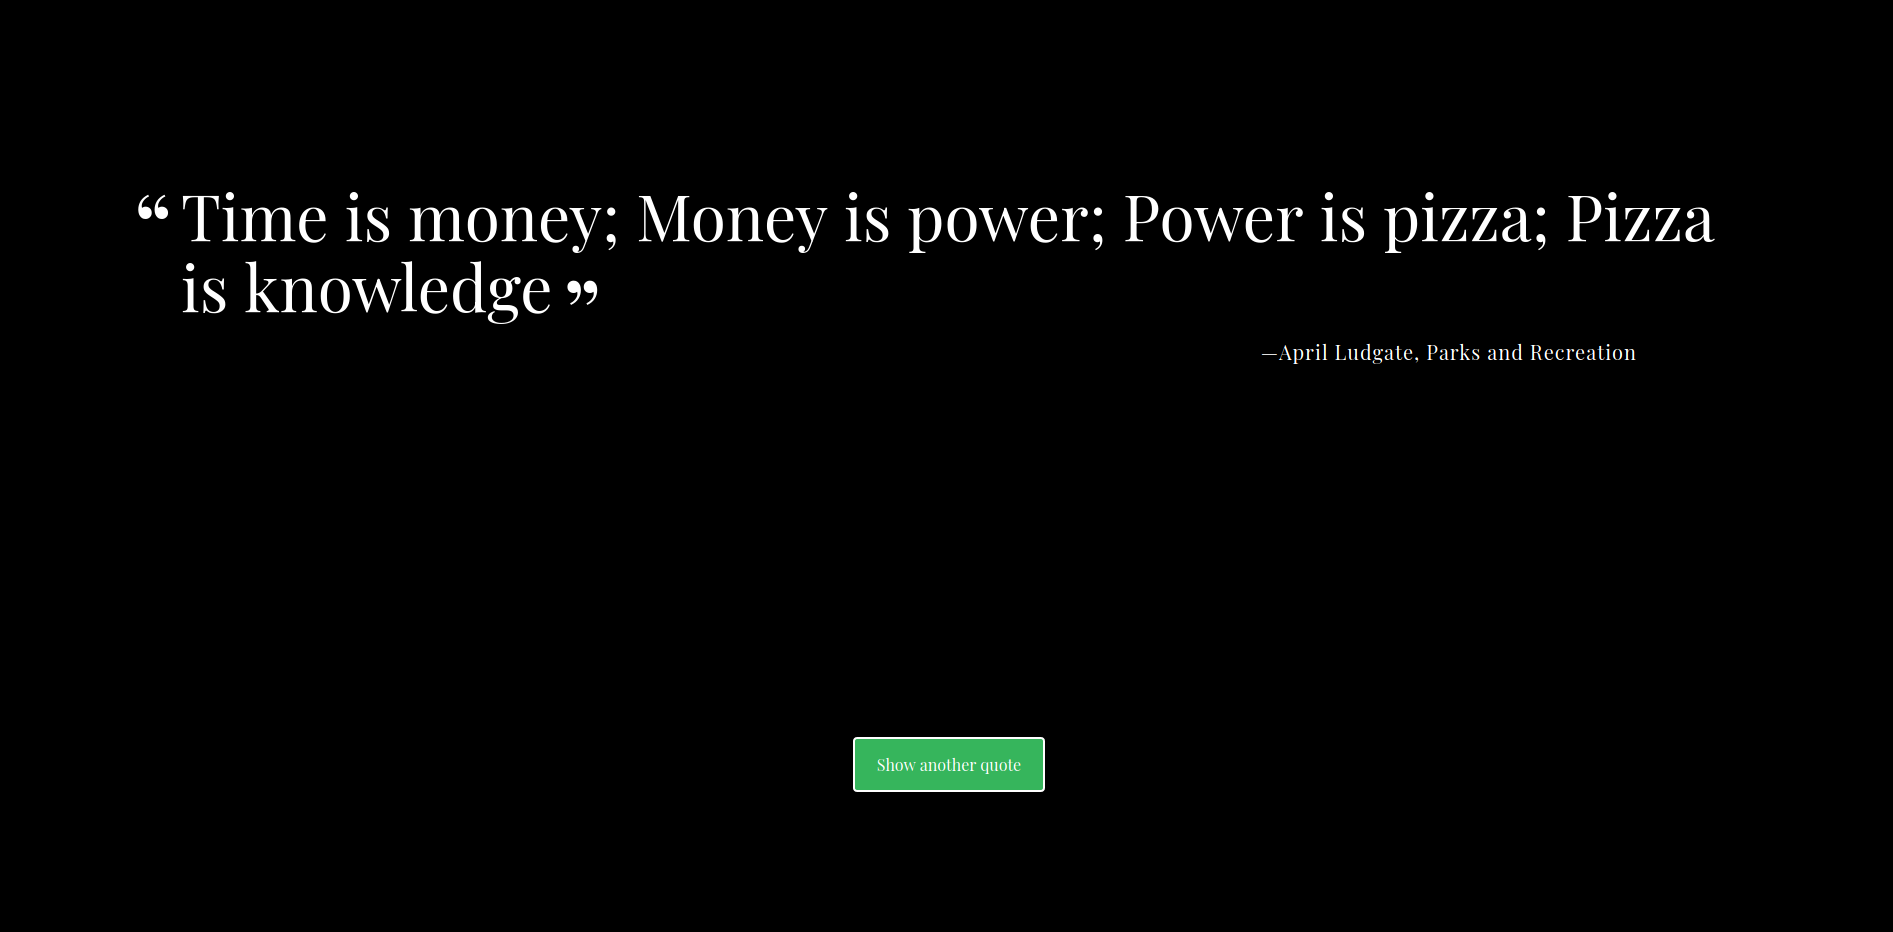 “ Time is money; Money is power; Power is pizza; Pizza
is knowledge ”
—April Ludgate, Parks and Recreation
Show another quote